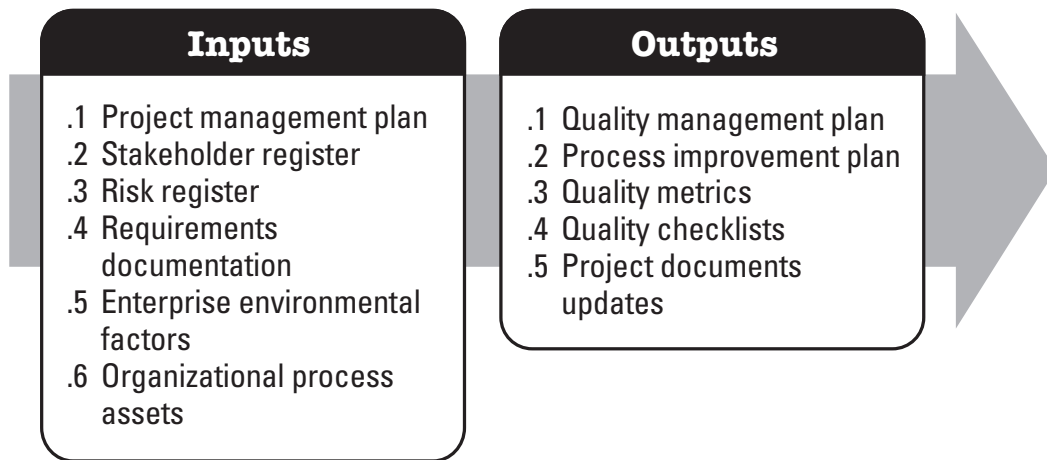 Inputs
.1 Project management plan
.2 Stakeholder register
.3 Risk register
.4 Requirements
documentation
.5 Enterprise environmental
factors
.6 Organizational process
assets
Outputs
.1 Quality management plan
.2 Process improvement plan
.3 Quality metrics
.4 Quality checklists
.5 Project documents
updates